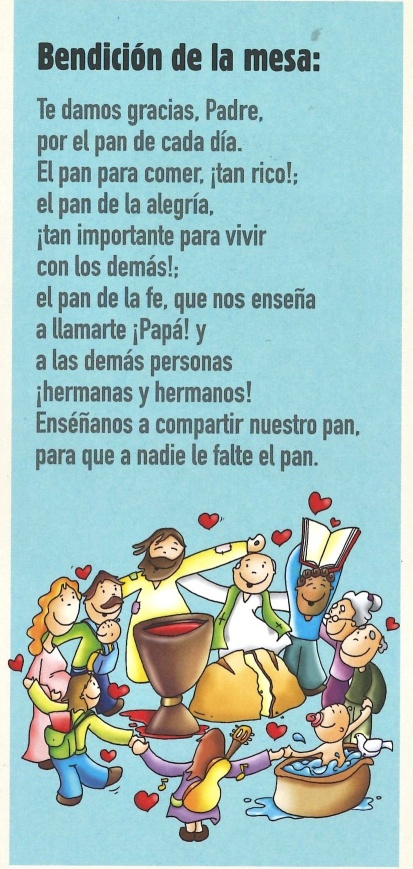 Bendición de la mesa:
Te damos gracias, Padre,
por el pan de cada día.
El pan para comer, ¡tan rico!;
el pan de la alegría,
¡tan importante para vivir
con los demás!;
el pan de la fe, que nos enseña
a llamarte ¡Papá! y
a las demás personas
¡hermanas y hermanos!
Enséñanos a compartir nuestro pan,
para que a nadie le falte el pan.